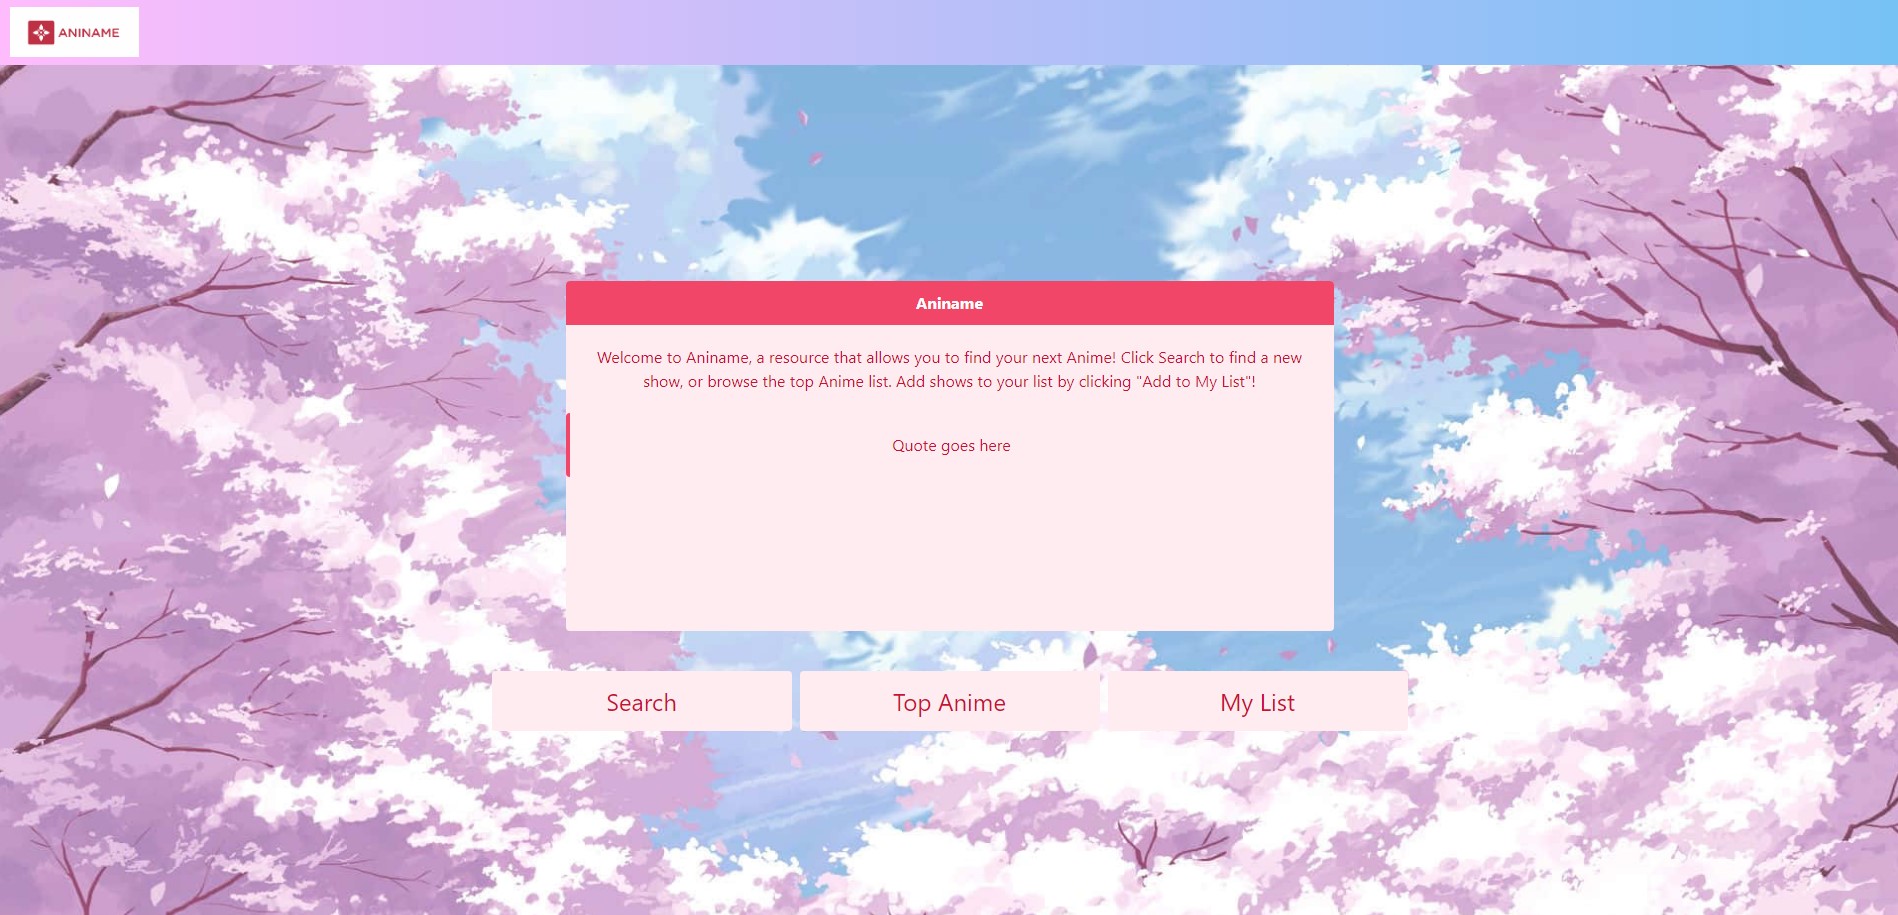 ANINAME
Aniname
Welcome to Aniname, a resource that allows you to find your next Anime! Click Search to find a new
show, or browse the top Anime list. Add shows to your list by clicking "Add to My List"!
Quote goes here
Search
Top Anime
My List